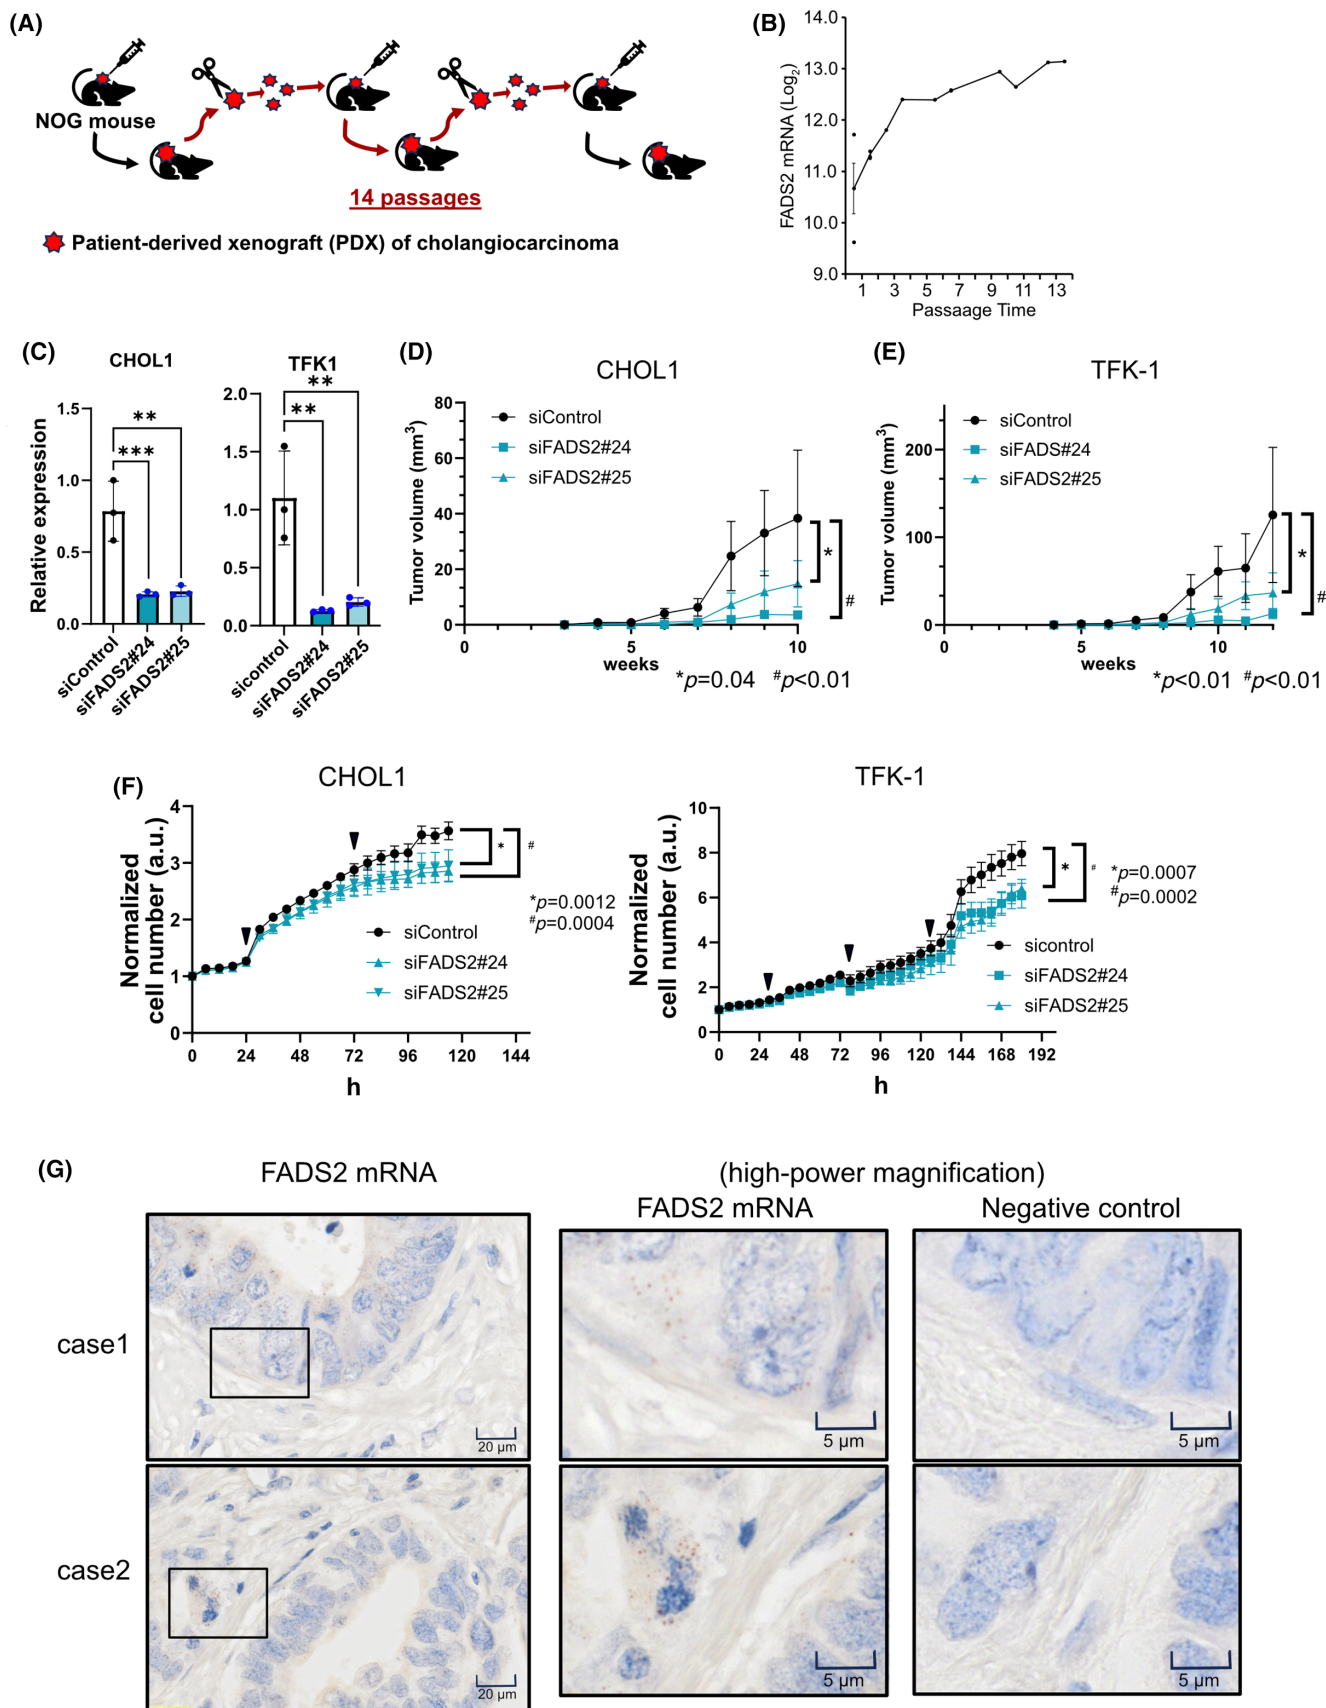 (A)
NOG mouse
14 passages
Patient-derived xenograft (PDX) of cholangiocarcinoma
(B)
FADS2 mRNA (Log2)
14.0
13.0
12.0
11.0
10.0
9.0
1 3 5 7 9 11 13
Passaage Time
(C)
CHOL1
Relative expression
1.5
1.0
0.5
0.0
**
***
siControl
siFADS2#24
siFADS2#25
TFK1
2.0
1.5
1.0
0.5
0.0
**
**
sicontrol
siFADS2#24
siFADS2#25
(D)
CHOL1
Tumor volume (mm3)
80
60
40
20
0
siControl
siFADS2#24
siFADS2#25
*
#
0 5 10
weeks
*p=0.04 #p<0.01
(E)
TFK-1
Tumor volume (mm3)
200
100
0
siControl
siFADS#24
siFADS2#25
*
#
0 5 10
weeks
*p<0.01 #p<0.01
(F)
CHOL1
Normalized
cell number (a.u.)
4
3
2
1
0
*
#
*p=0.0012
#p=0.0004
siControl
siFADS2#24
siFADS2#25
0 24 48 72 96 120 144
h
TFK-1
Normalized
cell number (a.u.)
10
8
6
4
2
0
*
#
*p=0.0007
#p=0.0002
sicontrol
siFADS2#24
siFADS2#25
0 24 48 72 96 120 144 168 192
h
(G)
FADS2 mRNA
(high-power magnification)
FADS2 mRNA
Negative control
case1
20 µm
5 µm
5 µm
case2
20 µm
5 µm
5 µm